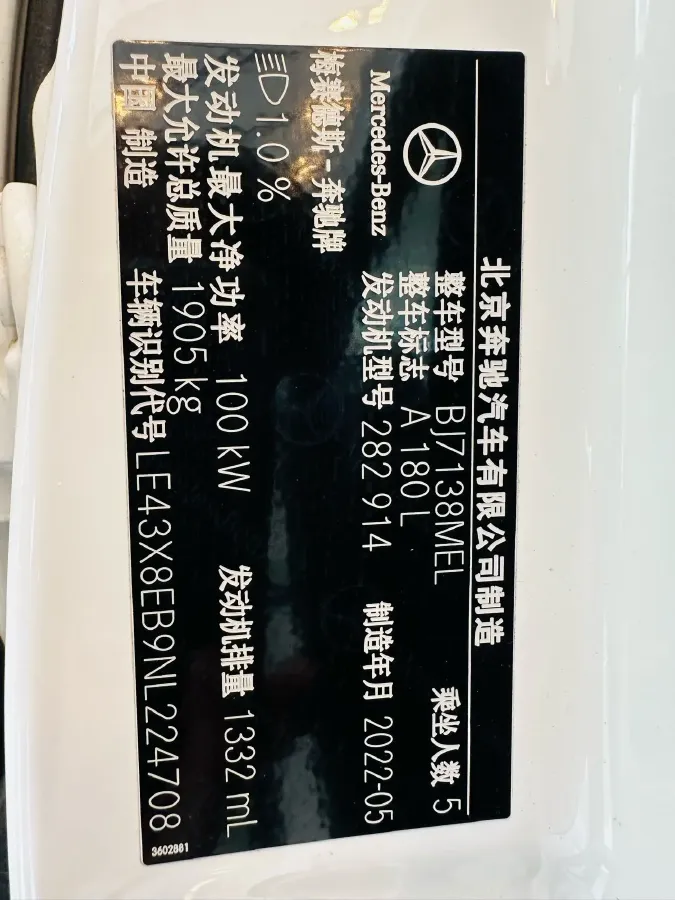 北京奔驰汽车有限公司制造
整车型号 BJ7138MEL 乘坐人数 5
整车标志 A 180 L
Mercedes-Benz 发动机型号 282 914 制造年月 2022-05
梅赛德斯-奔驰牌
1.0 %
发动机最大净功率 100 kW 发动机排量 1332 mL
最大允许总质量 1905 kg
中國 制造 车辆识别代号 LE43X8EB9NL224708
3602881